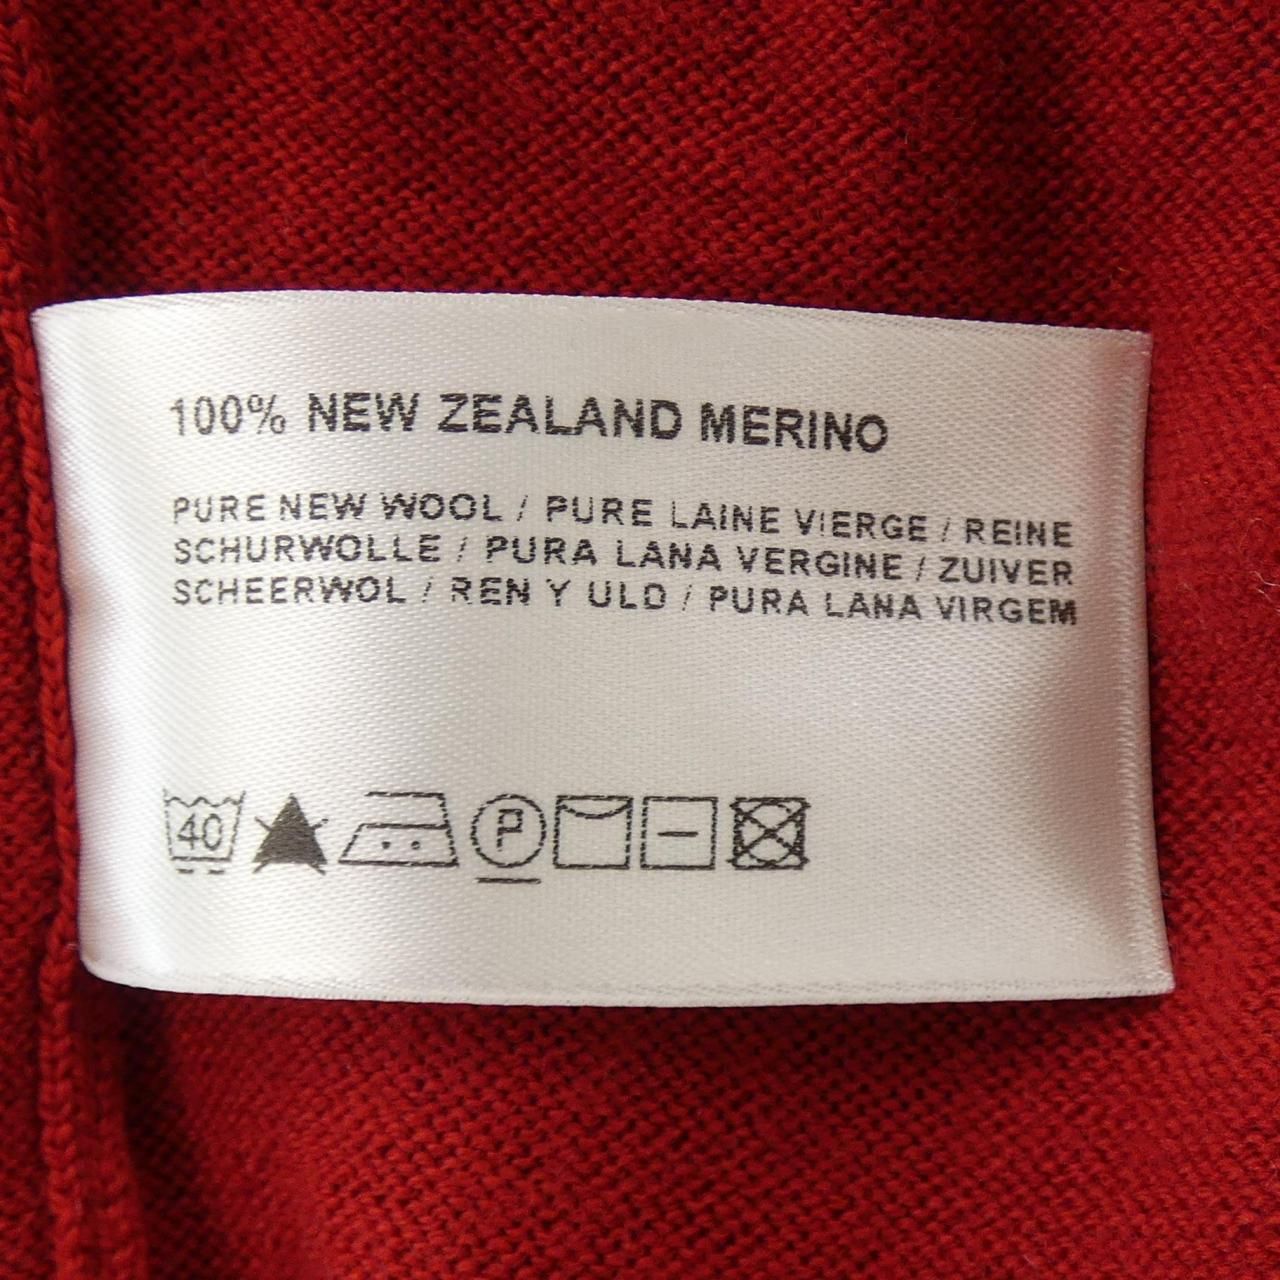 100% NEW ZEALAND MERINO
PURE NEW WOOL / PURE LAINE VIERGE / REINE
SCHURWOLLE / PURA LANA VERGINE / ZUIVER
SCHEERWOL / REN Y ULD / PURA LANA VIRGEM
40 P